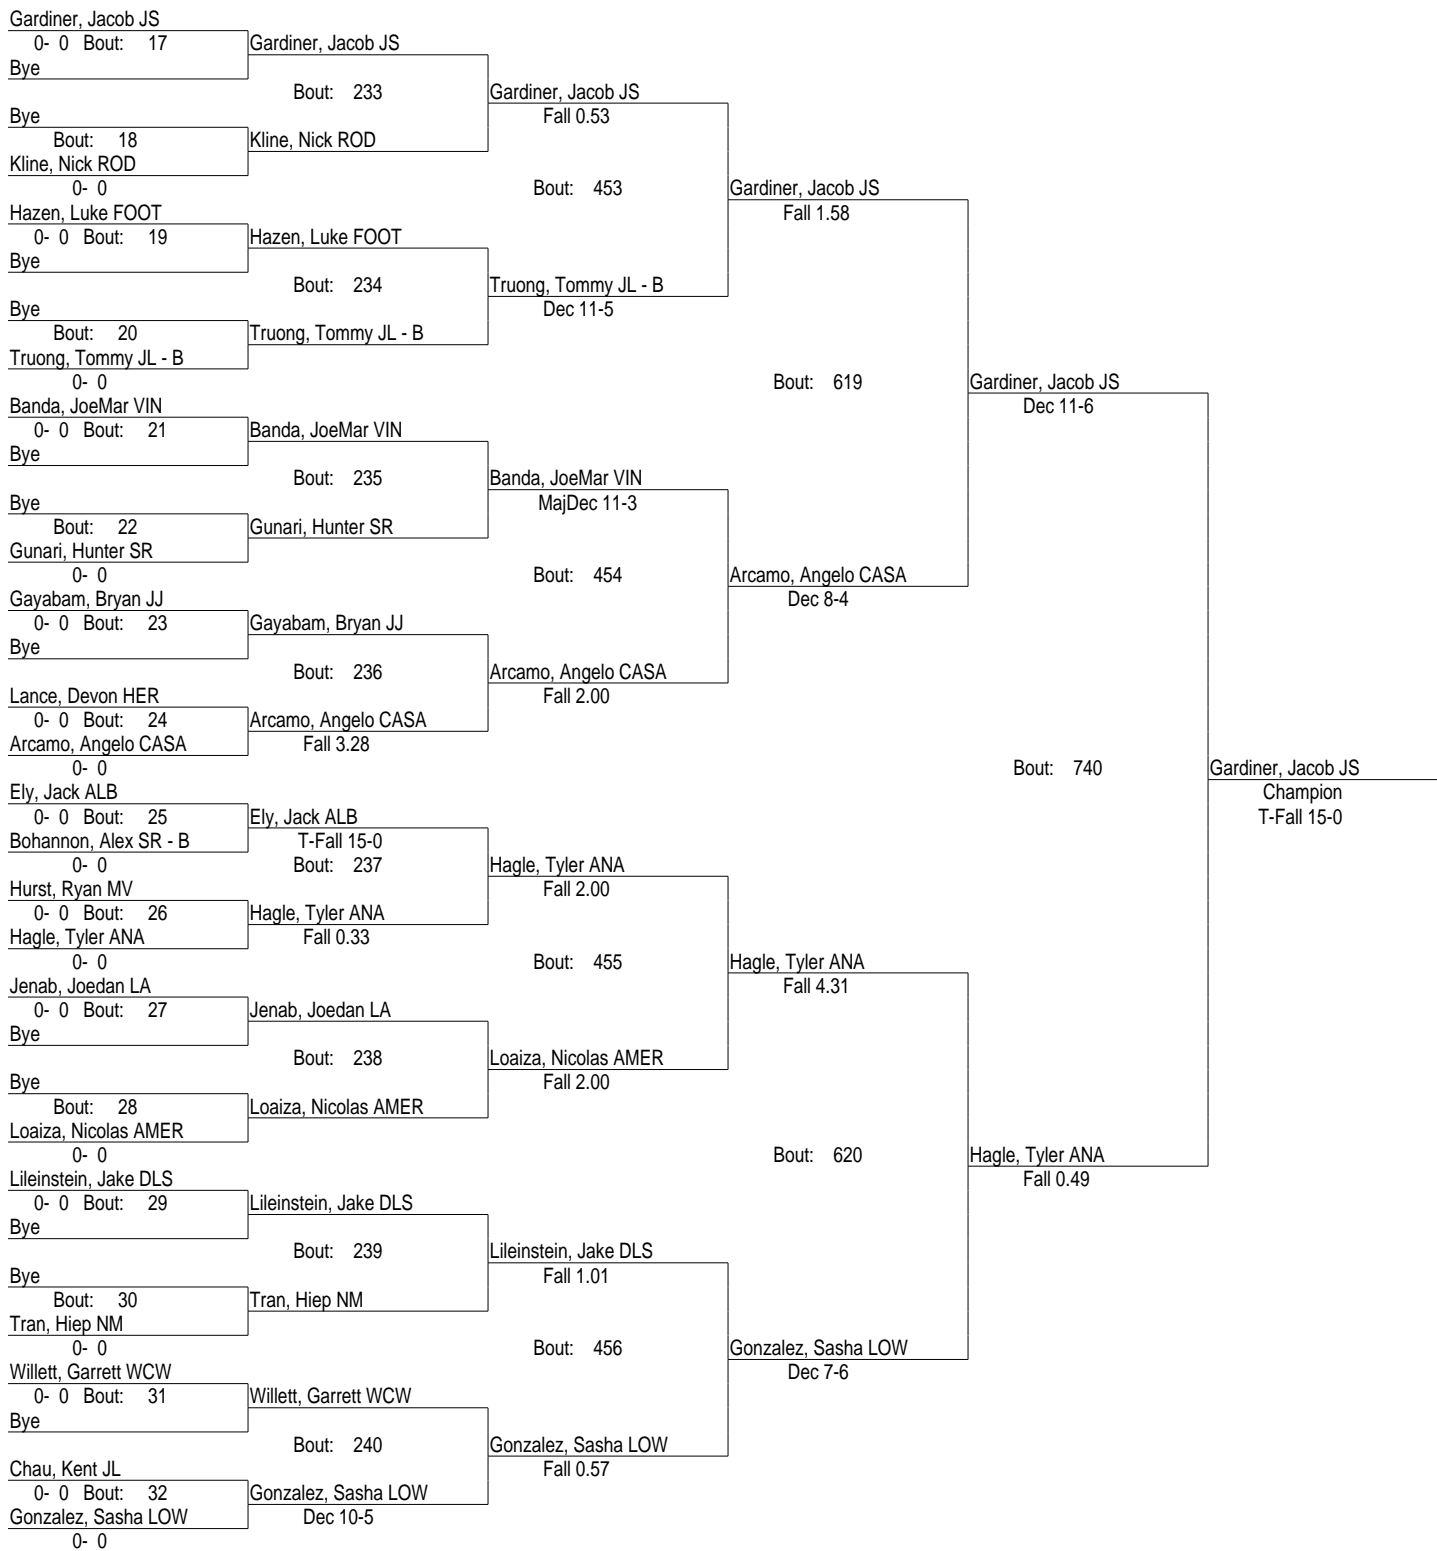 Gardiner, Jacob JS
0- 0 Bout: 17
Bye
Bye
Bout: 18
Kline, Nick ROD
0- 0
Hazen, Luke FOOT
0- 0 Bout: 19
Bye
Bye
Bout: 20
Truong, Tommy JL - B
0- 0
Banda, JoeMar VIN
0- 0 Bout: 21
Bye
Bye
Bout: 22
Gunari, Hunter SR
0- 0
Gayabam, Bryan JJ
0- 0 Bout: 23
Bye
Lance, Devon HER
0- 0 Bout: 24
Arcamo, Angelo CASA
0- 0
Ely, Jack ALB
0- 0 Bout: 25
Bohannon, Alex SR - B
0- 0
Hurst, Ryan MV
0- 0 Bout: 26
Hagle, Tyler ANA
0- 0
Jenab, Joedan LA
0- 0 Bout: 27
Bye
Bye
Bout: 28
Loaiza, Nicolas AMER
0- 0
Lileinstein, Jake DLS
0- 0 Bout: 29
Bye
Bye
Bout: 30
Tran, Hiep NM
0- 0
Willett, Garrett WCW
0- 0 Bout: 31
Bye
Chau, Kent JL
0- 0 Bout: 32
Gonzalez, Sasha LOW
0- 0
Gardiner, Jacob JS
Bout: 233
Kline, Nick ROD
Hazen, Luke FOOT
Bout: 234
Truong, Tommy JL - B
Banda, JoeMar VIN
Bout: 235
Gunari, Hunter SR
Gayabam, Bryan JJ
Bout: 236
Arcamo, Angelo CASA
Fall 3.28
Ely, Jack ALB
T-Fall 15-0
Bout: 237
Hagle, Tyler ANA
Fall 0.33
Jenab, Joedan LA
Bout: 238
Loaiza, Nicolas AMER
Lileinstein, Jake DLS
Bout: 239
Tran, Hiep NM
Willett, Garrett WCW
Bout: 240
Gonzalez, Sasha LOW
Dec 10-5
Gardiner, Jacob JS
Fall 0.53
Bout: 453
Truong, Tommy JL - B
Dec 11-5
Banda, JoeMar VIN
MajDec 11-3
Bout: 454
Arcamo, Angelo CASA
Fall 2.00
Hagle, Tyler ANA
Fall 2.00
Bout: 455
Loaiza, Nicolas AMER
Fall 2.00
Lileinstein, Jake DLS
Fall 1.01
Bout: 456
Gonzalez, Sasha LOW
Fall 0.57
Gardiner, Jacob JS
Fall 1.58
Bout: 619
Arcamo, Angelo CASA
Dec 8-4
Hagle, Tyler ANA
Fall 4.31
Bout: 620
Gonzalez, Sasha LOW
Dec 7-6
Gardiner, Jacob JS
Dec 11-6
Bout: 740
Hagle, Tyler ANA
Fall 0.49
Gardiner, Jacob JS
Champion
T-Fall 15-0